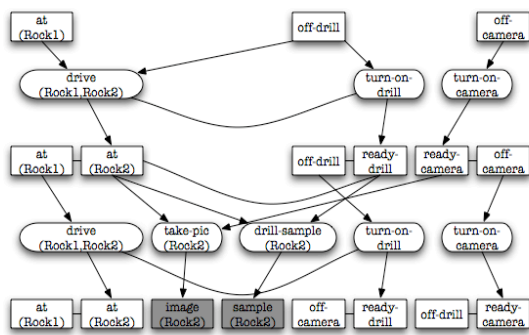 at
(Rock1)
off-drill
off-
camera
drive
(Rock1,Rock2)
turn-on-
drill
turn-on-
camera
at
(Rock1)
at
(Rock2)
off-drill
ready-
drill
ready-
camera
off-
camera
drive
(Rock1,Rock2)
take-pic
(Rock2)
drill-sample
(Rock2)
turn-on-
drill
turn-on-
camera
at
(Rock1)
at
(Rock2)
image
(Rock2)
sample
(Rock2)
off-
camera
ready-
drill
off-drill
ready-
camera